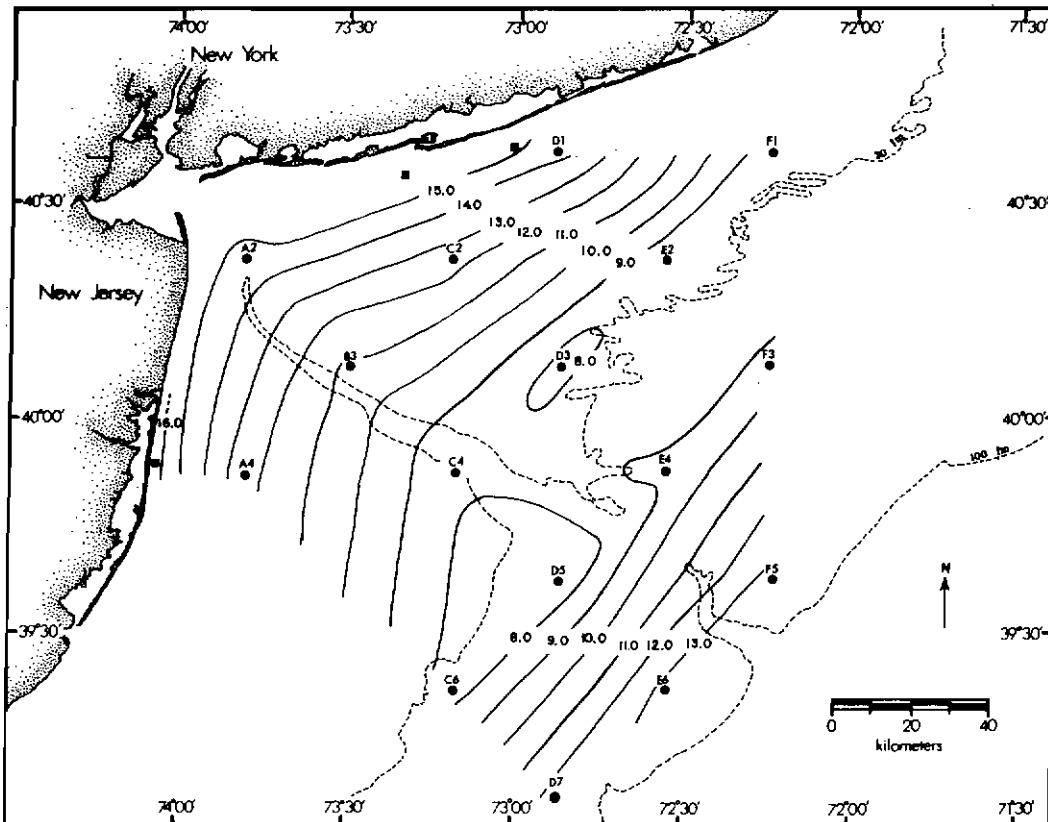 74°00' 73°30' 73°00' 72°30' 72°00' 71°30'
New York
D1 F1
20 fm
15.0
40°30' 14.0 40°30'
13.0
12.0 11.0
A2 C2 10.0 E2
9.0
New Jersey
B3 D3 8.0 F3
40°00' 16.0 40°00'
A4 C4 E4 100 fm
D5 F5
N
39°30' 8.0 9.0 10.0 11.0 12.0 13.0 39°30'
C6 E6
0 20 40
kilometers
D7
74°00' 73°30' 73°00' 72°30' 72°00' 71°30'